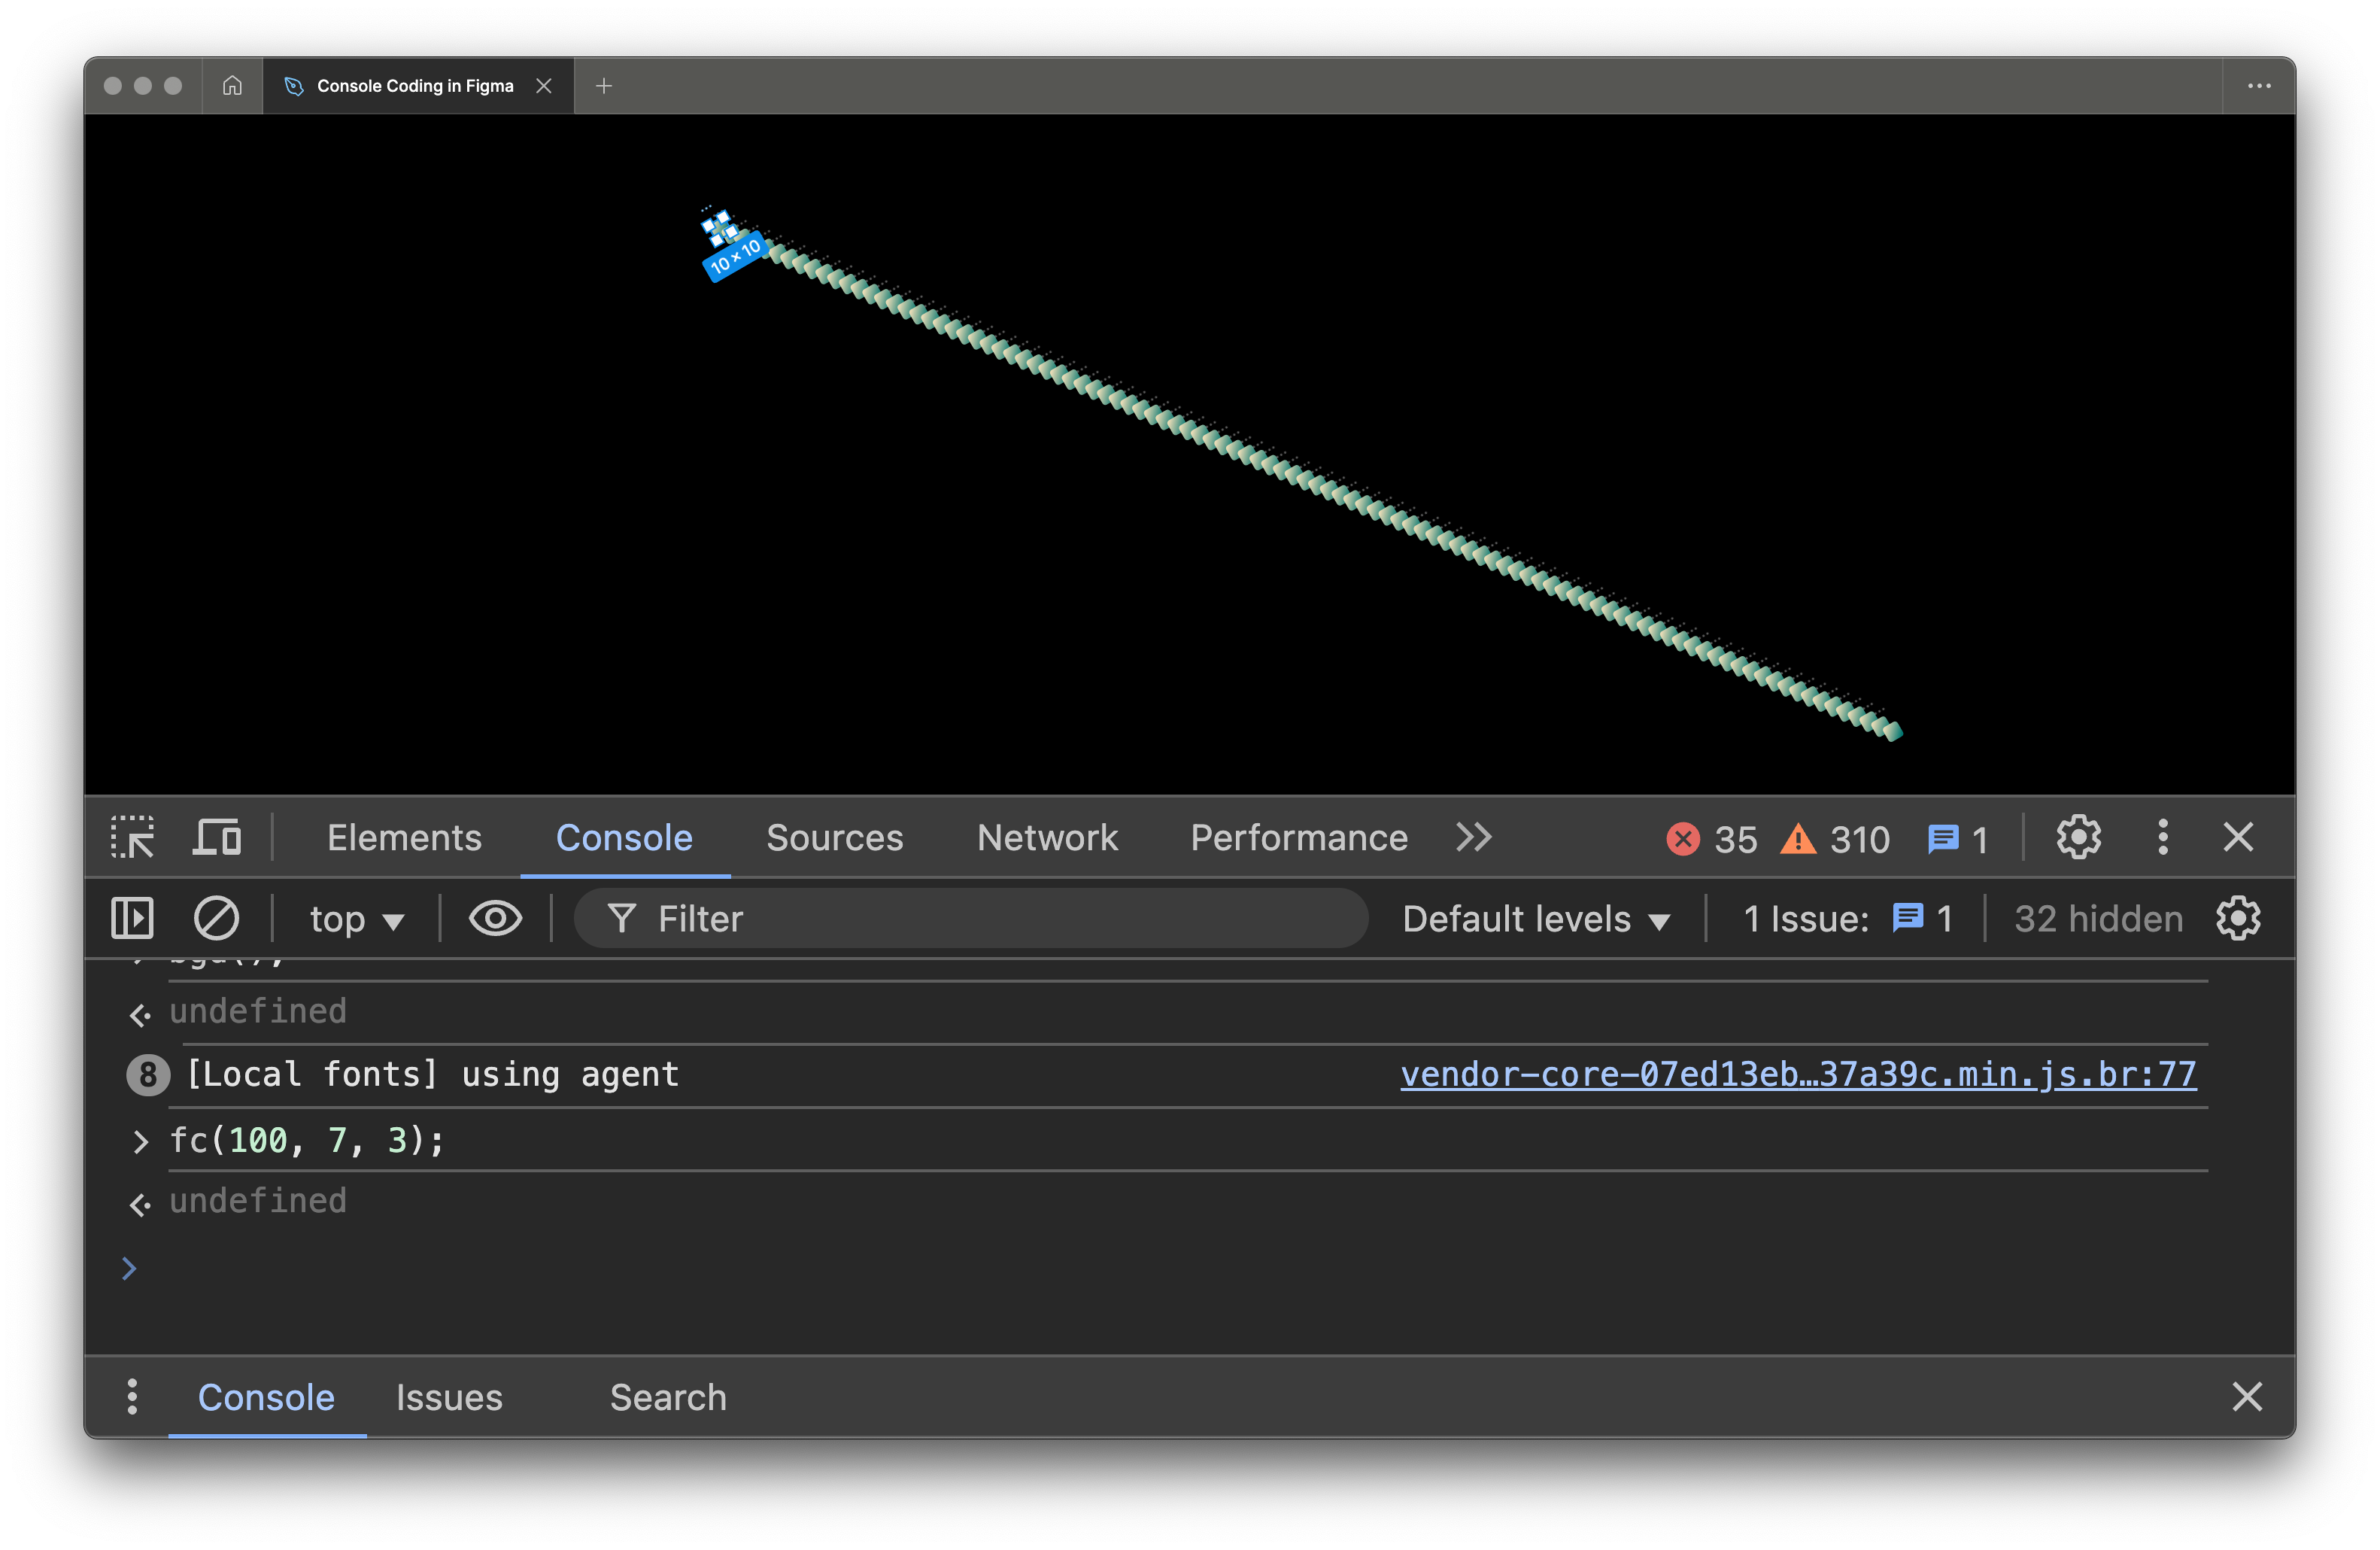 Console Coding in Figma
10 × 10
Elements Console Sources Network Performance 35 310 1
top Filter Default levels 1 Issue: 1 32 hidden
undefined
8 [Local fonts] using agent vendor-core-07ed13eb…37a39c.min.js.br:77
fc(100, 7, 3);
undefined
Console Issues Search